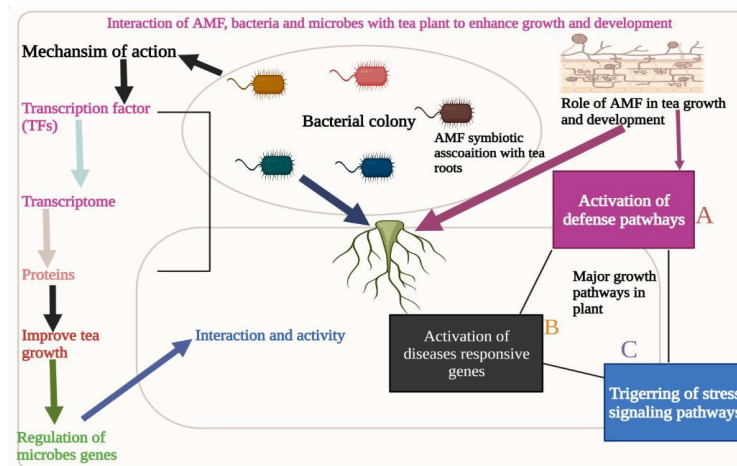 Interaction of AMF, bacteria and microbes with tea plant to enhance growth and development
Mechansim of action
Transcription factor
(TFs)
Transcriptome
Proteins
Improve tea
growth
Regulation of
microbes genes
Interaction and activity
Bacterial colony
AMF symbiotic
asscoaition with tea
roots
Role of AMF in tea growth
and development
Activation of
defense patwhays
A
Major growth
pathways in
plant
Activation of
diseases responsive
genes
B
C
Trigerring of stress
signaling pathways